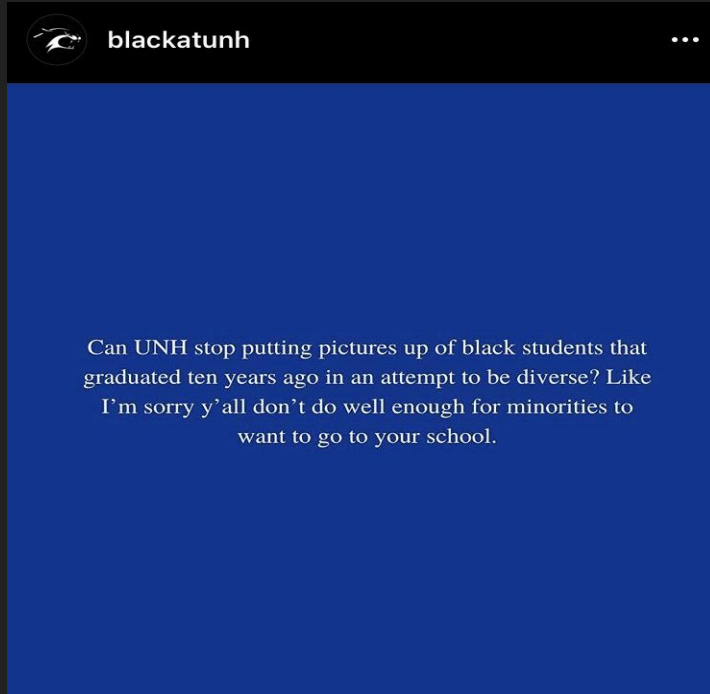 blackatunh
Can UNH stop putting pictures up of black students that
graduated ten years ago in an attempt to be diverse? Like
I’m sorry y’all don’t do well enough for minorities to
want to go to your school.